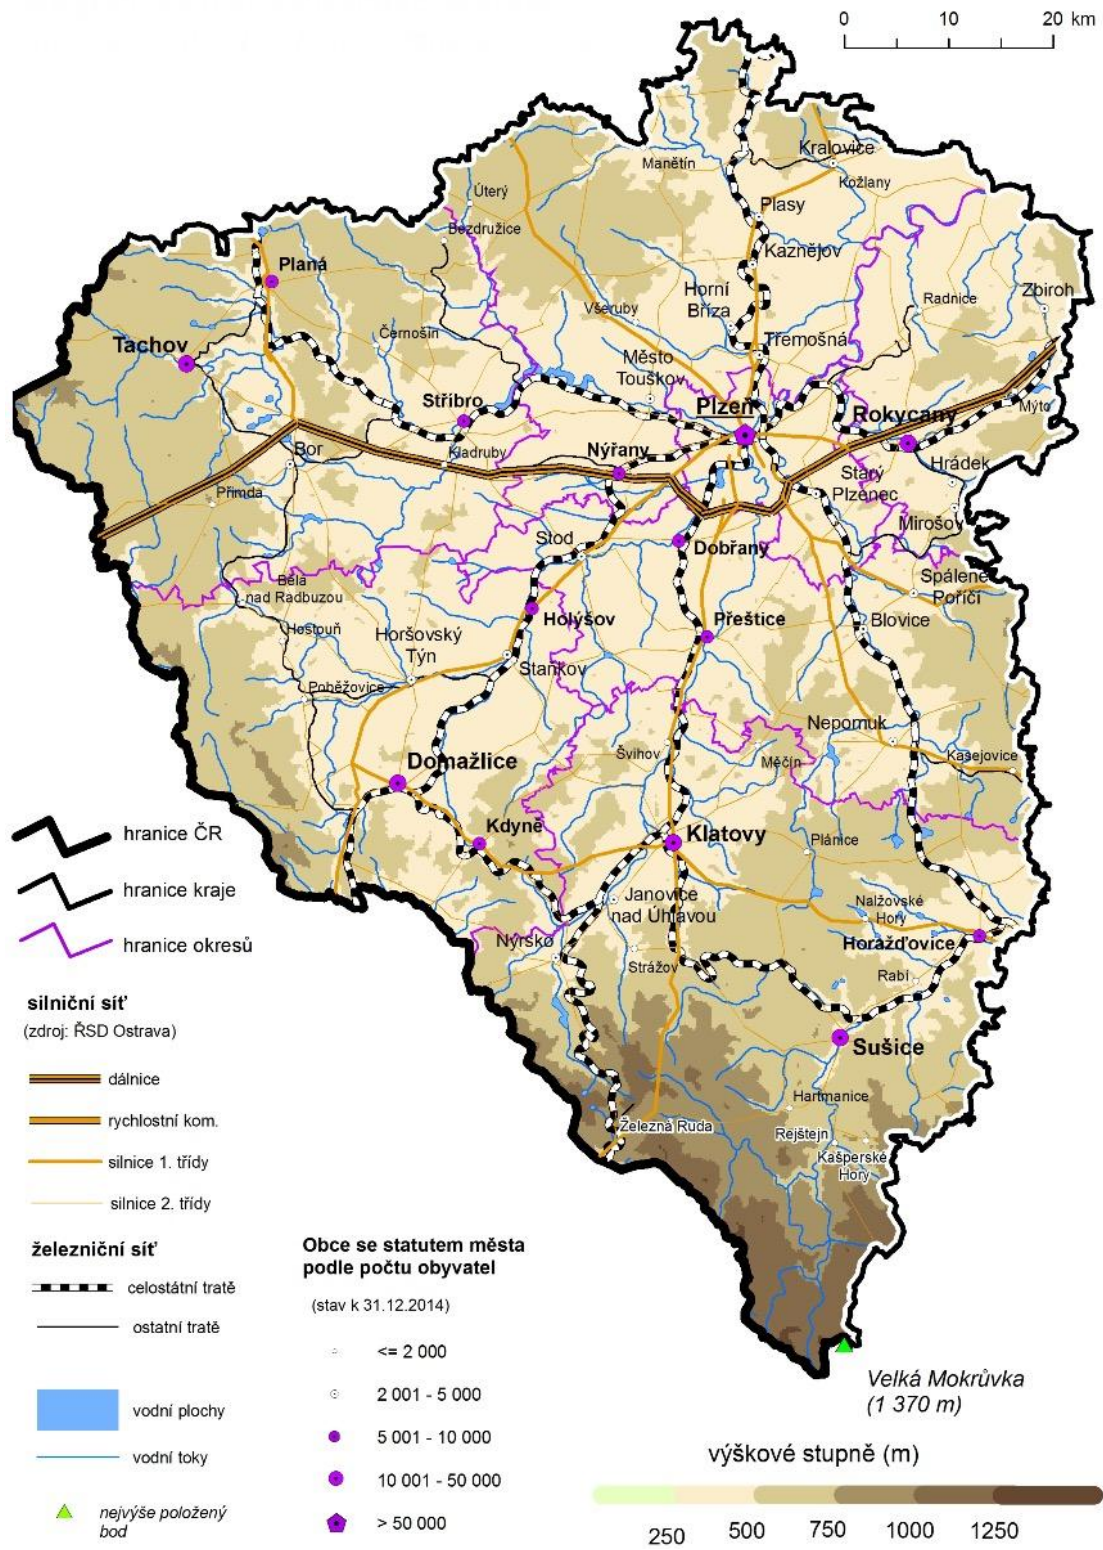 0 10 20 km
Kralovice
Manětín
Kožlany
Úterý
Plasy
Bezdružice
Kaznějov
Planá
Horní
Bříza
Radnice
Zbiroh
Všeruby
Černošín
Třemošná
Tachov
Město
Touškov
Stříbro
Plzeň
Rokycany
Mýto
Bor
Kladruby
Nýřany
Starý
Plzenec
Hrádek
Přimda
Mirošov
Stod
Dobřany
Běla
nad Radbuzou
Spálené
Poříčí
Holýšov
Přeštice
Blovice
Hostouň
Horšovský
Týn
Staňkov
Poběžovice
Nepomuk
Švihov
Měčín
Kasejovice
Domažlice
Kdyně
Klatovy
Plánice
Janovice
nad Úhlavou
Nalžovské
Hory
Horažďovice
Nýrsko
Strážov
Rabí
Sušice
Hartmanice
Železná Ruda
Rejštejn
Kašperské
Hory
Velká Mokrůvka
(1 370 m)
hranice ČR
hranice kraje
hranice okresů
silniční síť
(zdroj: ŘSD Ostrava)
dálnice
rychlostní kom.
silnice 1. třídy
silnice 2. třídy
železniční síť
celostátní tratě
ostatní tratě
vodní plochy
vodní toky
nejvýše položený
bod
Obce se statutem města
podle počtu obyvatel
(stav k 31.12.2014)
<= 2 000
2 001 - 5 000
5 001 - 10 000
10 001 - 50 000
> 50 000
výškové stupně (m)
250 500 750 1000 1250